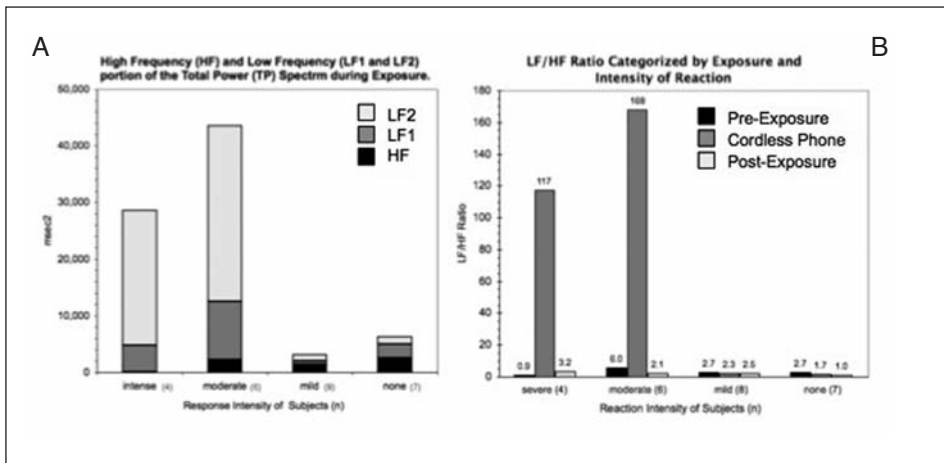 A
High Frequency (HF) and Low Frequency (LF1 and LF2)
portion of the Total Power (TP) Spectrm during Exposure.
50,000
40,000
30,000
20,000
10,000
0
msec2
LF2
LF1
HF
intense (4)
moderate (6)
mild (8)
none (7)
Response Intensity of Subjects (n)
B
LF/HF Ratio Categorized by Exposure and
Intensity of Reaction
180
160
140
120
100
80
60
40
20
0
LF/HF Ratio
Pre-Exposure
Cordless Phone
Post-Exposure
0.9
117
3.2
6.0
168
2.1
2.7
2.3
2.5
2.7
1.7
1.0
severe (4)
moderate (6)
mild (8)
none (7)
Reaction Intensity of Subjects (n)